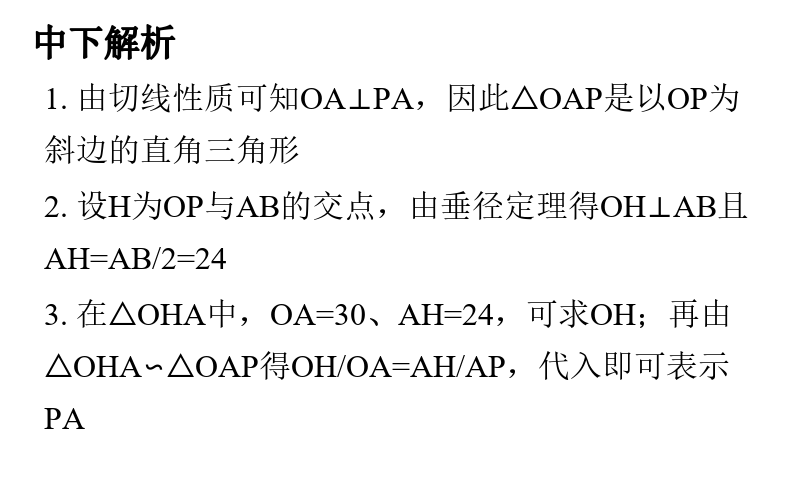 中下解析
1. 由切线性质可知OA⊥PA，因此△OAP是以OP为
斜边的直角三角形
2. 设H为OP与AB的交点，由垂径定理得OH⊥AB且
AH=AB/2=24
3. 在△OHA中，OA=30、AH=24，可求OH；再由
△OHA∽△OAP得OH/OA=AH/AP，代入即可表示
PA